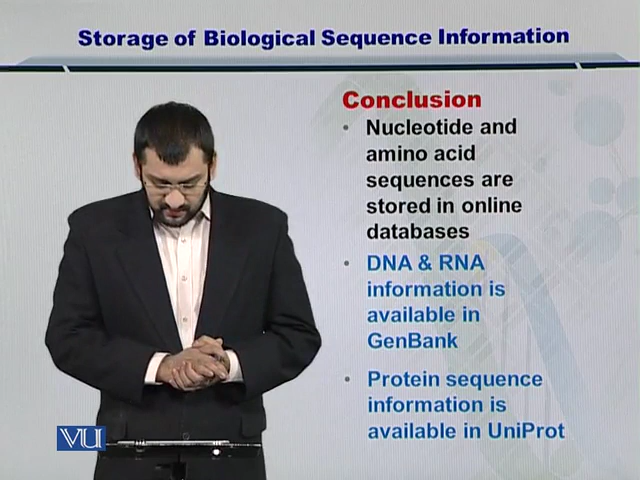 Storage of Biological Sequence Information
Conclusion
• Nucleotide and
amino acid
sequences are
stored in online
databases
• DNA & RNA
information is
available in
GenBank
• Protein sequence
information is
available in UniProt
VU